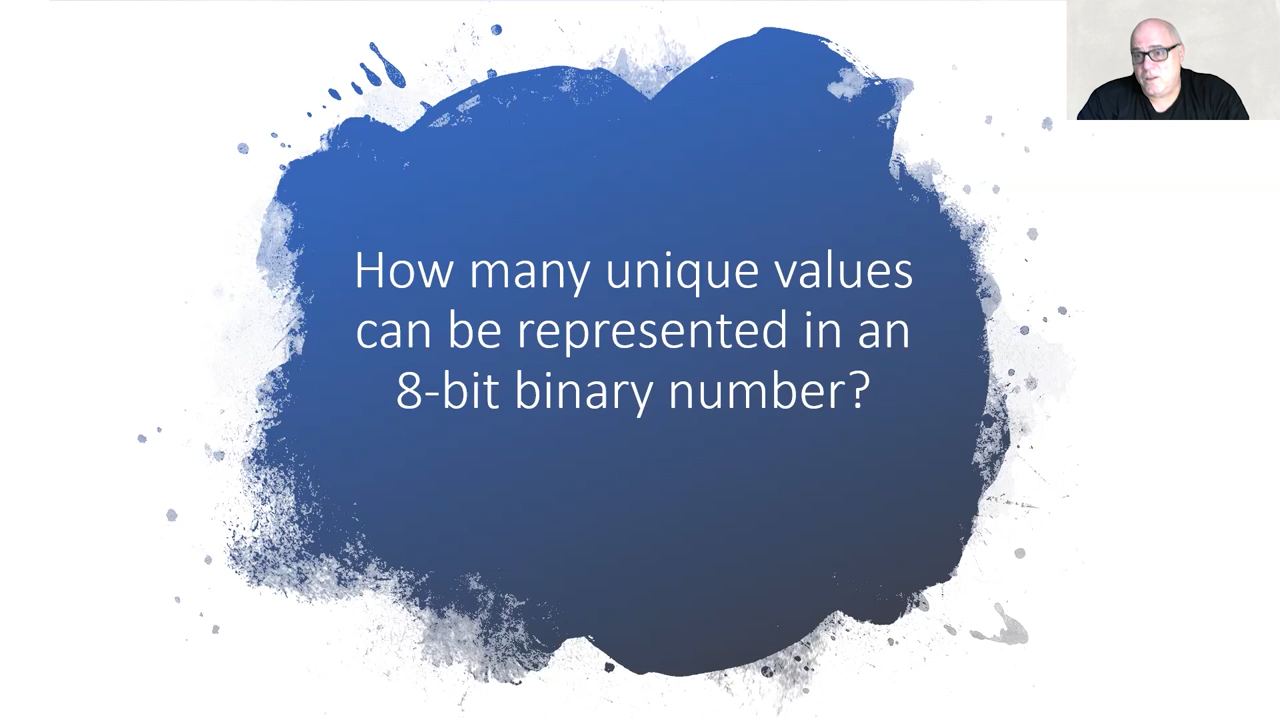 How many unique values
can be represented in an
8-bit binary number?